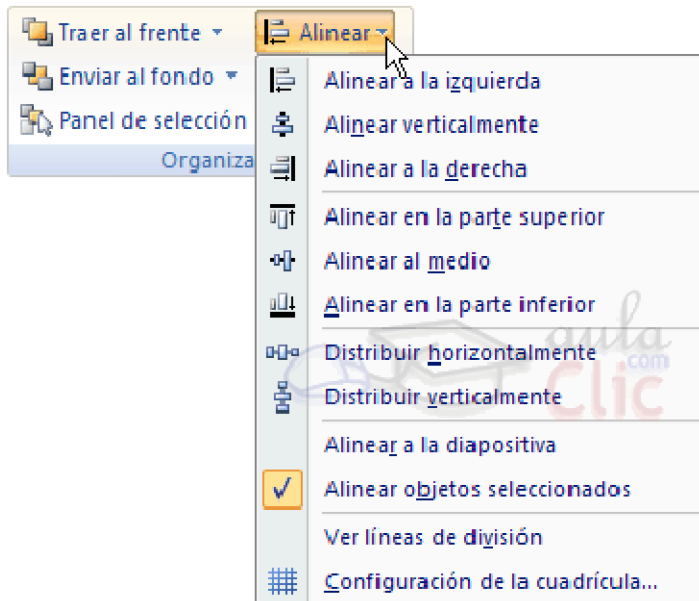 Traer al frente
Alinear
Enviar al fondo
Panel de selección
Organiza
Alinear a la izquierda
Alinear verticalmente
Alinear a la derecha
Alinear en la parte superior
Alinear al medio
Alinear en la parte inferior
Distribuir horizontalmente
Distribuir verticalmente
Alinear a la diapositiva
Alinear objetos seleccionados
Ver líneas de división
Configuración de la cuadrícula...
aula
Clic
com